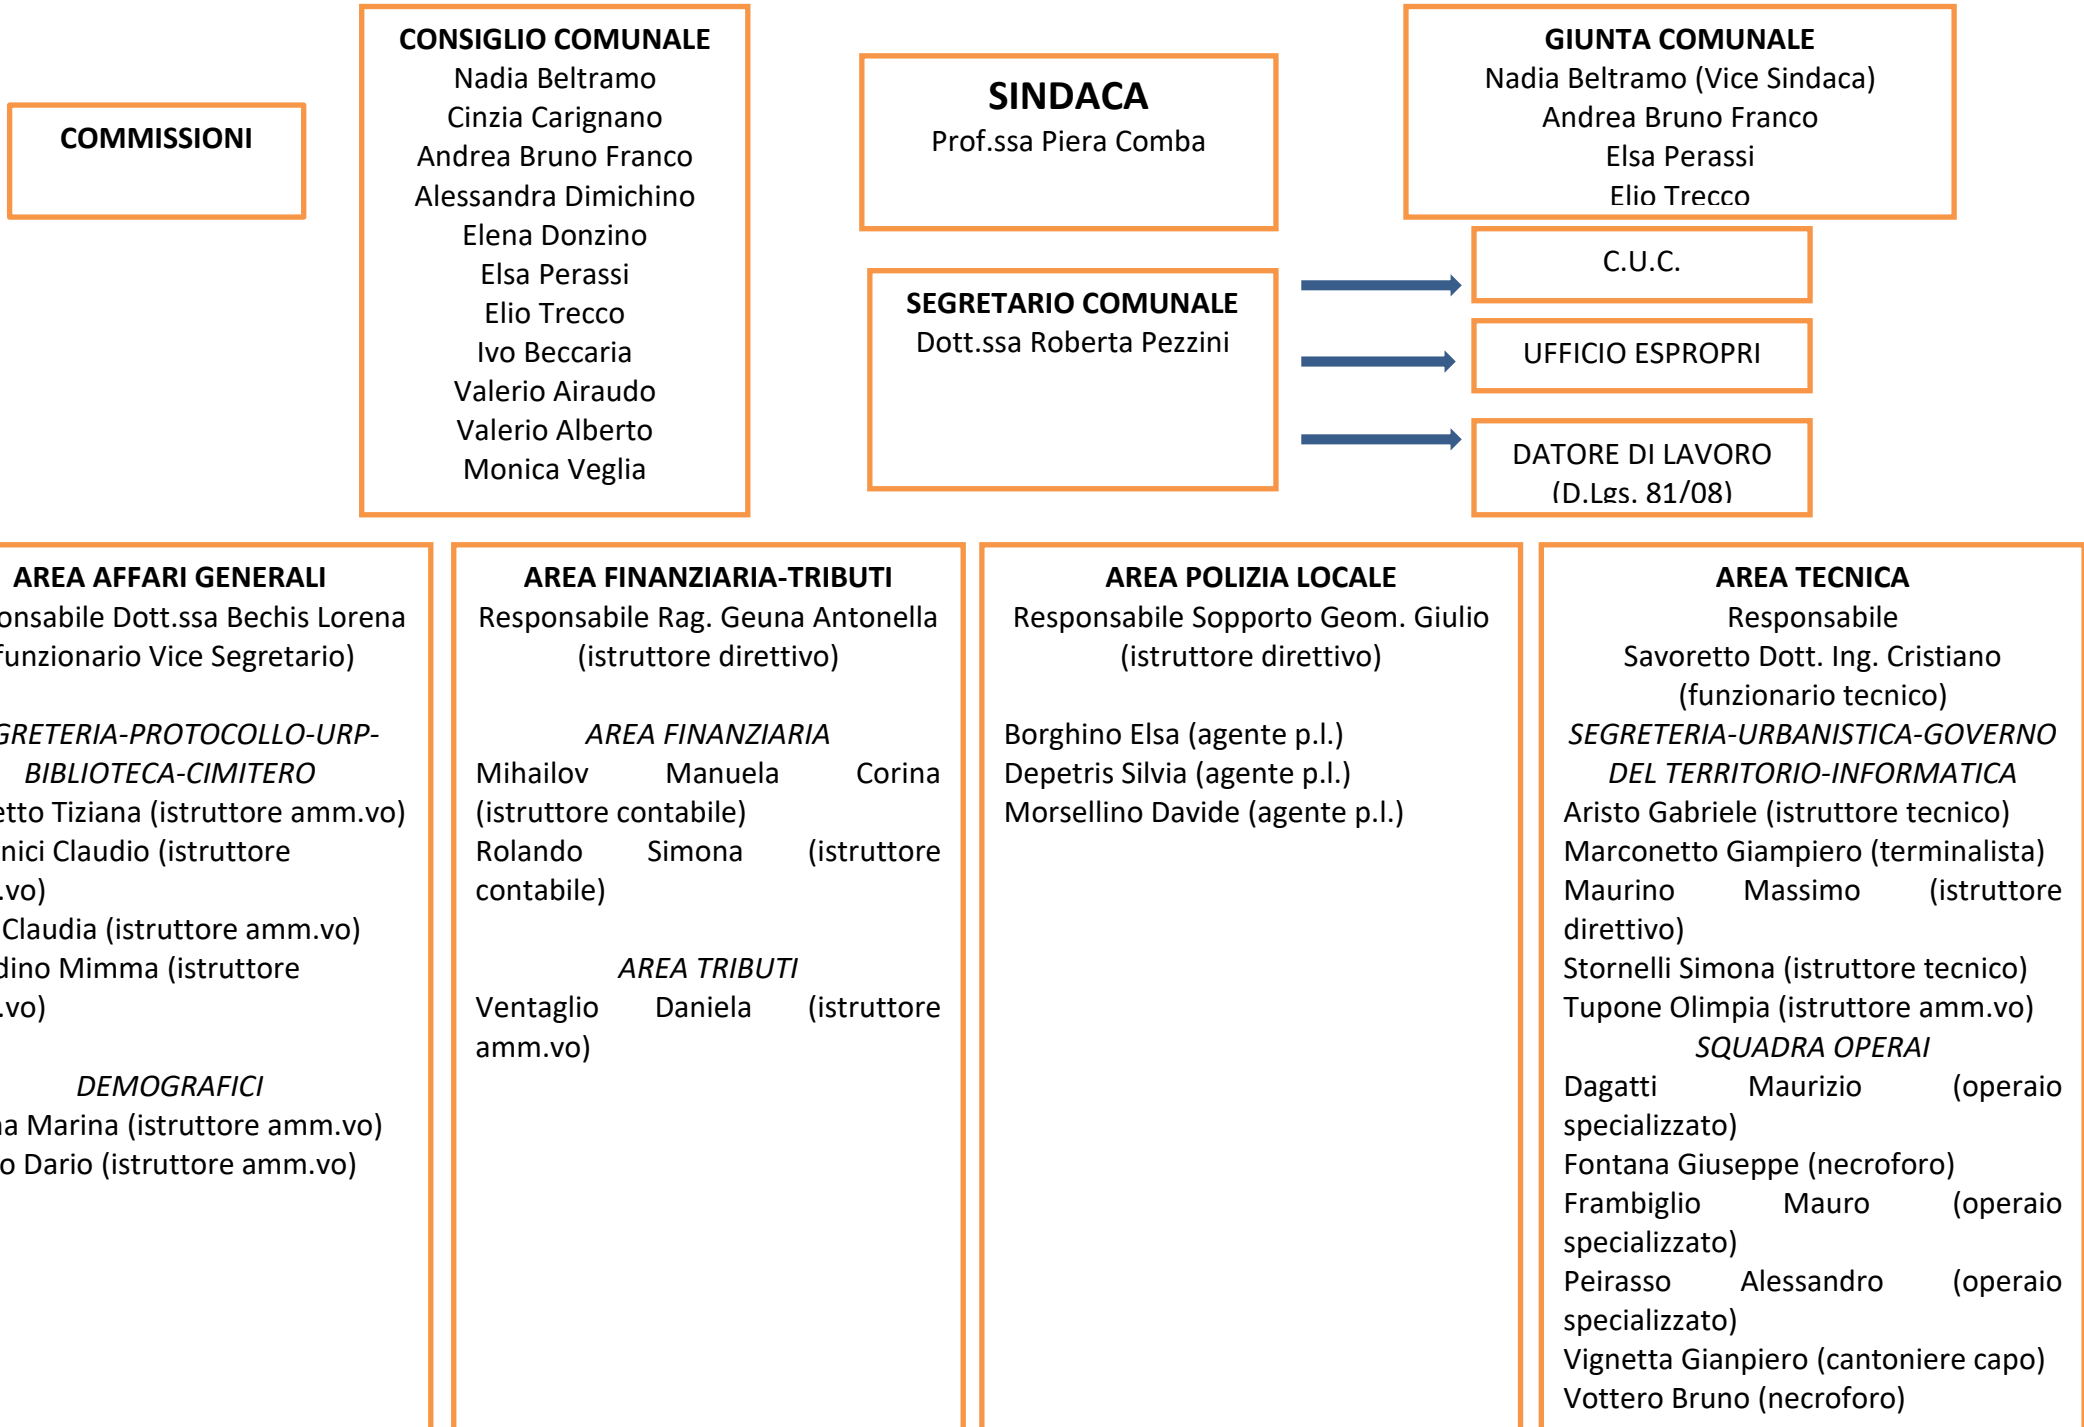 COMMISSIONI
CONSIGLIO COMUNALE
Nadia Beltramo
Cinzia Carignano
Andrea Bruno Franco
Alessandra Dimichino
Elena Donzino
Elsa Perassi
Elio Trecco
Ivo Beccaria
Valerio Airaudo
Valerio Alberto
Monica Veglia
SINDACA
Prof.ssa Piera Comba
GIUNTA COMUNALE
Nadia Beltramo (Vice Sindaca)
Andrea Bruno Franco
Elsa Perassi
Elio Trecco
SEGRETARIO COMUNALE
Dott.ssa Roberta Pezzini
C.U.C.
UFFICIO ESPROPRI
DATORE DI LAVORO
(D.Lgs. 81/08)
AREA AFFARI GENERALI
Dott.ssa Bechis Lorena
funzionario Vice Segretario)
BIBLIOTECA-CIMITERO
Tiziana (istruttore amm.vo)
Claudio (istruttore
Claudia (istruttore amm.vo)
Mimma (istruttore
DEMOGRAFICI
Marina (istruttore amm.vo)
Dario (istruttore amm.vo)
AREA FINANZIARIA-TRIBUTI
Responsabile Rag. Geuna Antonella
(istruttore direttivo)
AREA FINANZIARIA
Mihailov Manuela Corina
(istruttore contabile)
Rolando Simona (istruttore
contabile)
AREA TRIBUTI
Ventaglio Daniela (istruttore
amm.vo)
AREA POLIZIA LOCALE
Responsabile Sopporto Geom. Giulio
(istruttore direttivo)
Borghino Elsa (agente p.l.)
Depetris Silvia (agente p.l.)
Morsellino Davide (agente p.l.)
AREA TECNICA
Responsabile
Savoretto Dott. Ing. Cristiano
(funzionario tecnico)
SEGRETERIA-URBANISTICA-GOVERNO
DEL TERRITORIO-INFORMATICA
Aristo Gabriele (istruttore tecnico)
Marconetto Giampiero (terminalista)
Maurino Massimo (istruttore
direttivo)
Stornelli Simona (istruttore tecnico)
Tupone Olimpia (istruttore amm.vo)
SQUADRA OPERAI
Dagatti Maurizio (operaio
specializzato)
Fontana Giuseppe (necroforo)
Frambiglio Mauro (operaio
specializzato)
Peirasso Alessandro (operaio
specializzato)
Vignetta Gianpiero (cantoniere capo)
Vottero Bruno (necroforo)